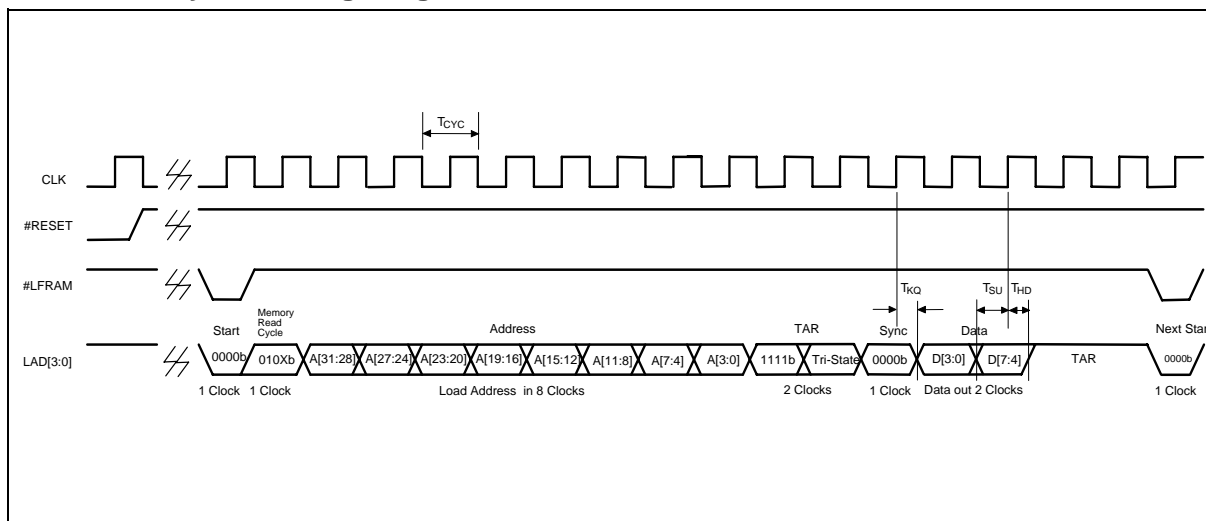 TCYC
CLK
#RESET
#LFRAM
TKQ TSU THD
Start Memory Read Cycle Address TAR Sync Data Next Start
LAD[3:0] 0000b 010Xb A[31:28] A[27:24] A[23:20] A[19:16] A[15:12] A[11:8] A[7:4] A[3:0] 1111b Tri-State 0000b D[3:0] D[7:4] TAR 0000b
1 Clock 1 Clock Load Address in 8 Clocks 2 Clocks 1 Clock Data out 2 Clocks 1 Clock